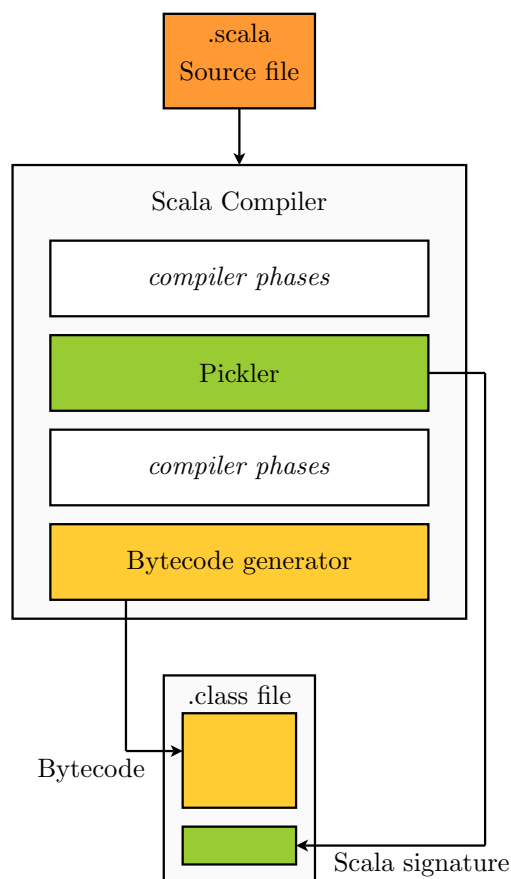 .scala
Source file
Scala Compiler
compiler phases
Pickler
compiler phases
Bytecode generator
.class file
Bytecode
Scala signature